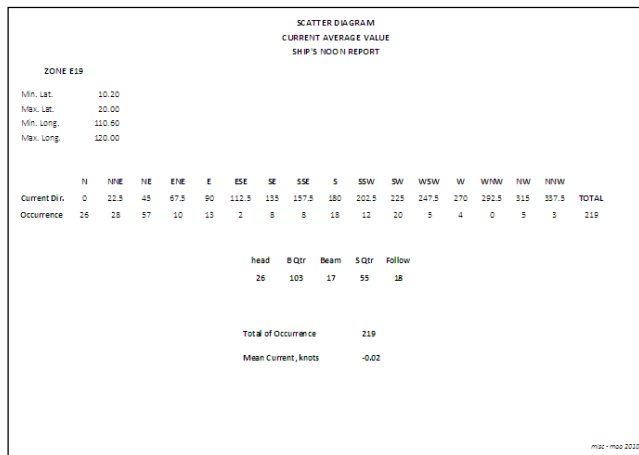 SCATTER DIAGRAM
CURRENT AVERAGE VALUE
SHIP'S NOON REPORT
ZONE E19
Min. Lat. 10.20
Max. Lat. 20.00
Min. Long. 110.60
Max. Long. 120.00
N NNE NE ENE E ESE SE SSE S SSW SW WSW W WNW NW NNW
Current Dir. 0 22.5 45 67.5 90 112.5 135 157.5 180 202.5 225 247.5 270 292.5 315 337.5 TOTAL
Occurrence 26 28 57 10 13 2 8 8 18 12 20 5 4 0 5 3 219
head B Qtr Beam S Qtr Follow
26 103 17 55 18
Total of Occurrence 219
Mean Current, knots -0.02
misc - mao 2010